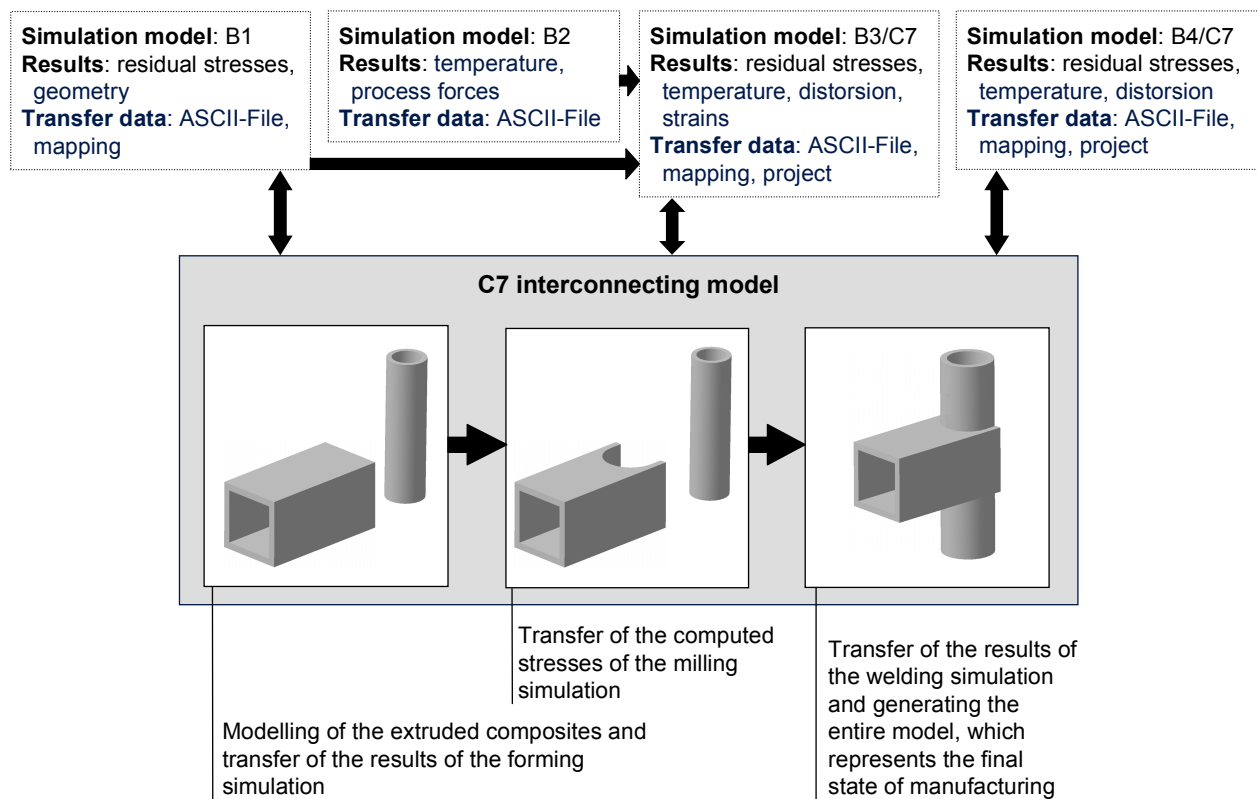 Simulation model: B1
Results: residual stresses,
geometry
Transfer data: ASCII-File,
mapping
Simulation model: B2
Results: temperature,
process forces
Transfer data: ASCII-File
Simulation model: B3/C7
Results: residual stresses,
temperature, distorsion,
strains
Transfer data: ASCII-File,
mapping, project
Simulation model: B4/C7
Results: residual stresses,
temperature, distorsion
Transfer data: ASCII-File,
mapping, project
C7 interconnecting model
Modelling of the extruded composites and
transfer of the results of the forming
simulation
Transfer of the computed
stresses of the milling
simulation
Transfer of the results of
the welding simulation
and generating the
entire model, which
represents the final
state of manufacturing